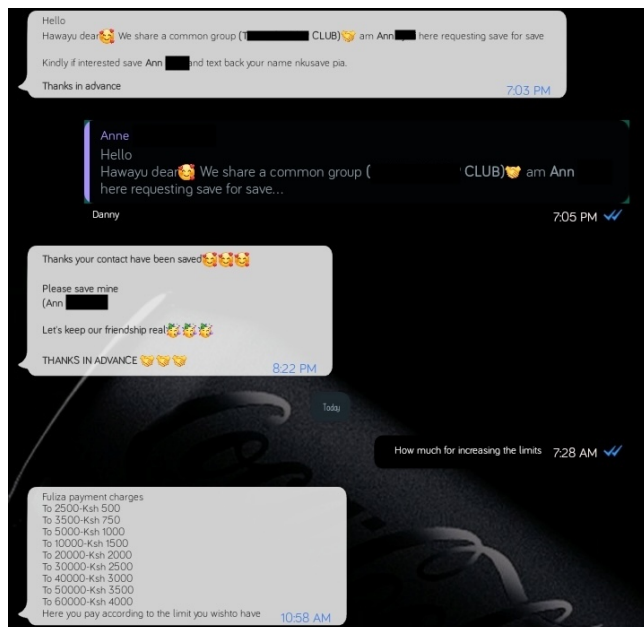 Hello
Hawayu dear🥰 We share a common group (T CLUB)🤝 am Ann here requesting save for save
Kindly if interested save Ann and text back your name nkusave pia.
Thanks in advance
7:03 PM
Anne
Hello
Hawayu dear🥰 We share a common group ( CLUB)🤝 am Ann
here requesting save for save...
Danny
7:05 PM
Thanks your contact have been saved🥰🥰🥰
Please save mine
(Ann
Let's keep our friendship real🥳🥳🥳
THANKS IN ADVANCE 🤝🤝🤝
8:22 PM
Today
How much for increasing the limits 7:28 AM
Fuliza payment charges
To 2500-Ksh 500
To 3500-Ksh 750
To 5000-Ksh 1000
To 10000-Ksh 1500
To 20000-Ksh 2000
To 30000-Ksh 2500
To 40000-Ksh 3000
To 50000-Ksh 3500
To 60000-Ksh 4000
Here you pay according to the limit you wishto have
10:58 AM